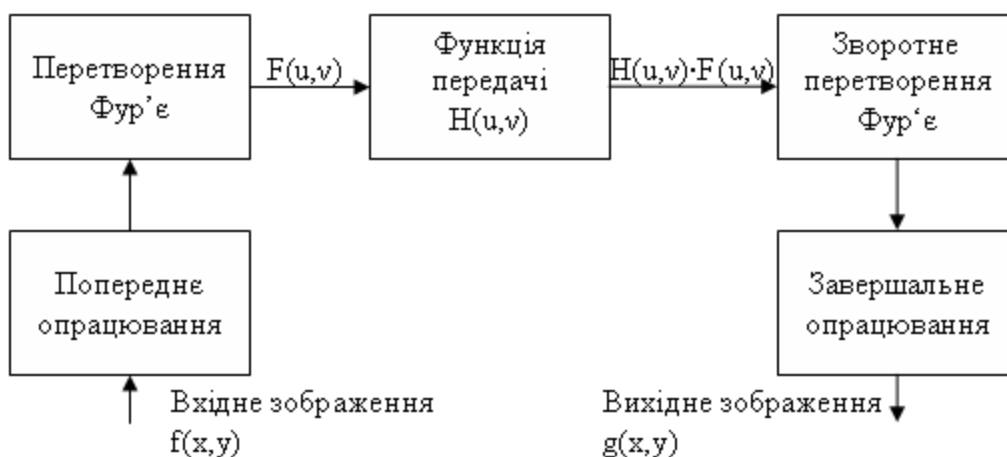 Перетворення
Фур’є
F(u,v)
Функція
передачі
H(u,v)
H(u,v)·F(u,v)
Зворотне
перетворення
Фур‘є
Попереднє
опрацювання
Завершальне
опрацювання
Вхідне зображення
f(x,y)
Вихідне зображення
g(x,y)